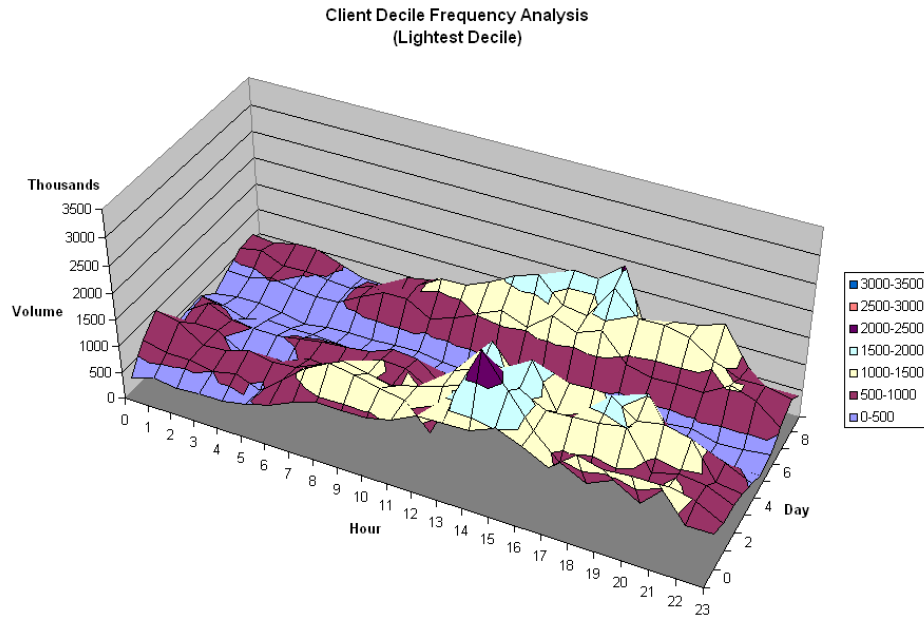 Client Decile Frequency Analysis
(Lightest Decile)
Thousands
3500
3000
2500
2000
1500
1000
500
0
Volume
0 1 2 3 4 5 6 7 8 9 10 11 12 13 14 15 16 17 18 19 20 21 22 23
Hour
0
2
4
6
8
Day
3000-3500
2500-3000
2000-2500
1500-2000
1000-1500
500-1000
0-500